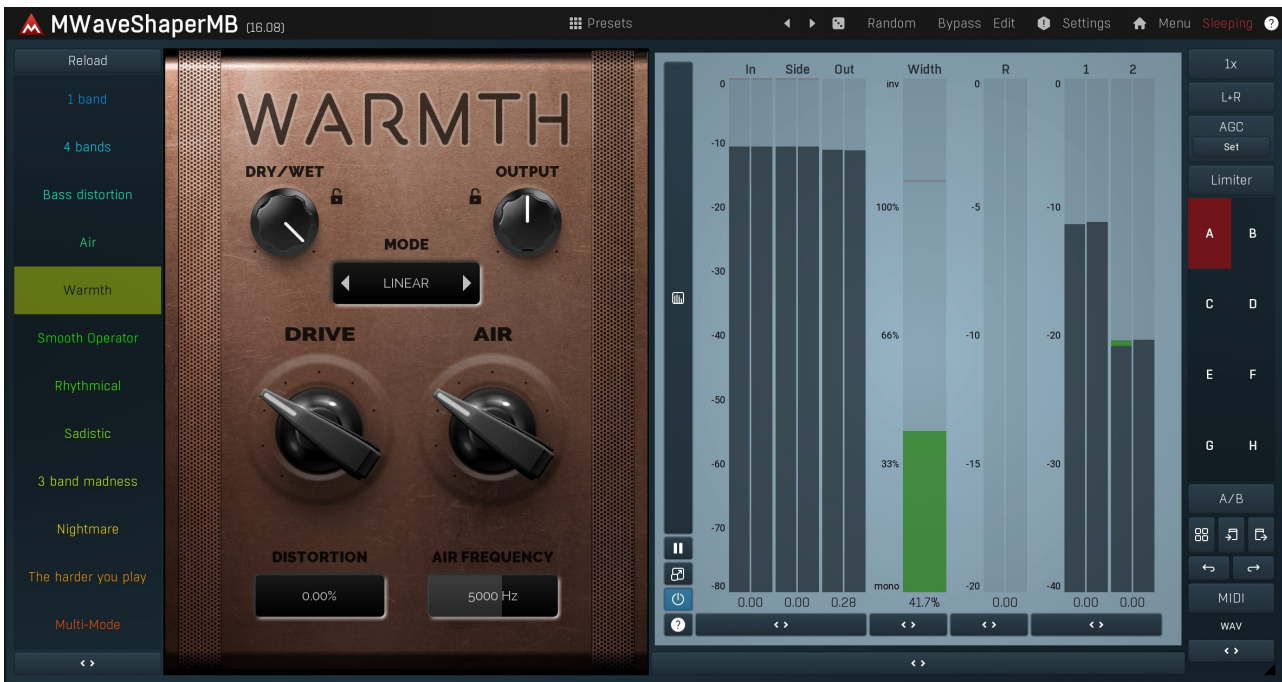 MWaveShaperMB (16.08) Presets Random Bypass Edit Settings Menu Sleeping ?
Reload
1 band
4 bands
Bass distortion
Air
Warmth
Smooth Operator
Rhythmical
Sadistic
3 band madness
Nightmare
The harder you play
Multi-Mode
WARMTH
DRY/WET OUTPUT
MODE
LINEAR
DRIVE AIR
DISTORTION AIR FREQUENCY
0.00% 5000 Hz
In Side Out Width R 1 2
0 inv 0 0
-10
-20 100% -5 -10
-30
-40 66% -10 -20
-50
-60 33% -15 -30
-70
-80 mono -20 -40
0.00 0.00 0.28 41.7% 0.00 0.00 0.00
?
1x
L+R
AGC
Set
Limiter
A B
C D
E F
G H
A/B
MIDI
WAV